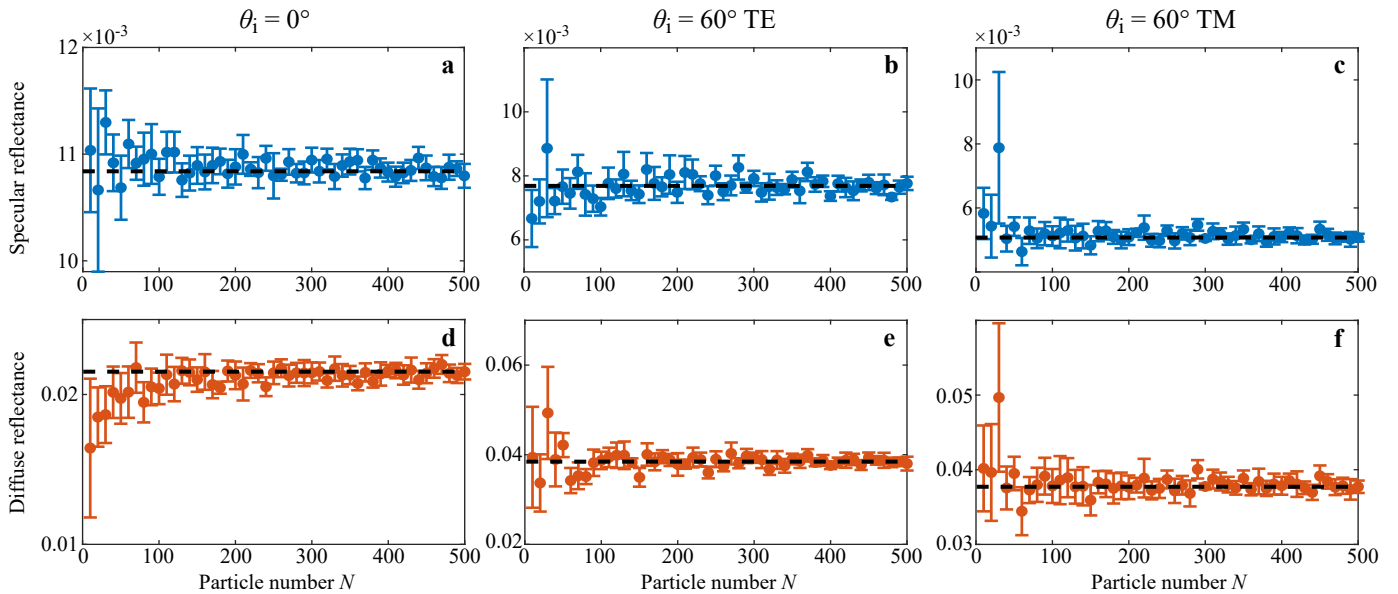 θi = 0°
θi = 60° TE
θi = 60° TM
×10-3
12
11
10
0 100 200 300 400 500
Specular reflectance
a
×10-3
10
8
6
0 100 200 300 400 500
b
×10-3
10
8
6
0 100 200 300 400 500
c
0.02
0.01
0 100 200 300 400 500
Diffuse reflectance
Particle number N
d
0.06
0.04
0.02
0 100 200 300 400 500
Particle number N
e
0.05
0.04
0.03
0 100 200 300 400 500
Particle number N
f